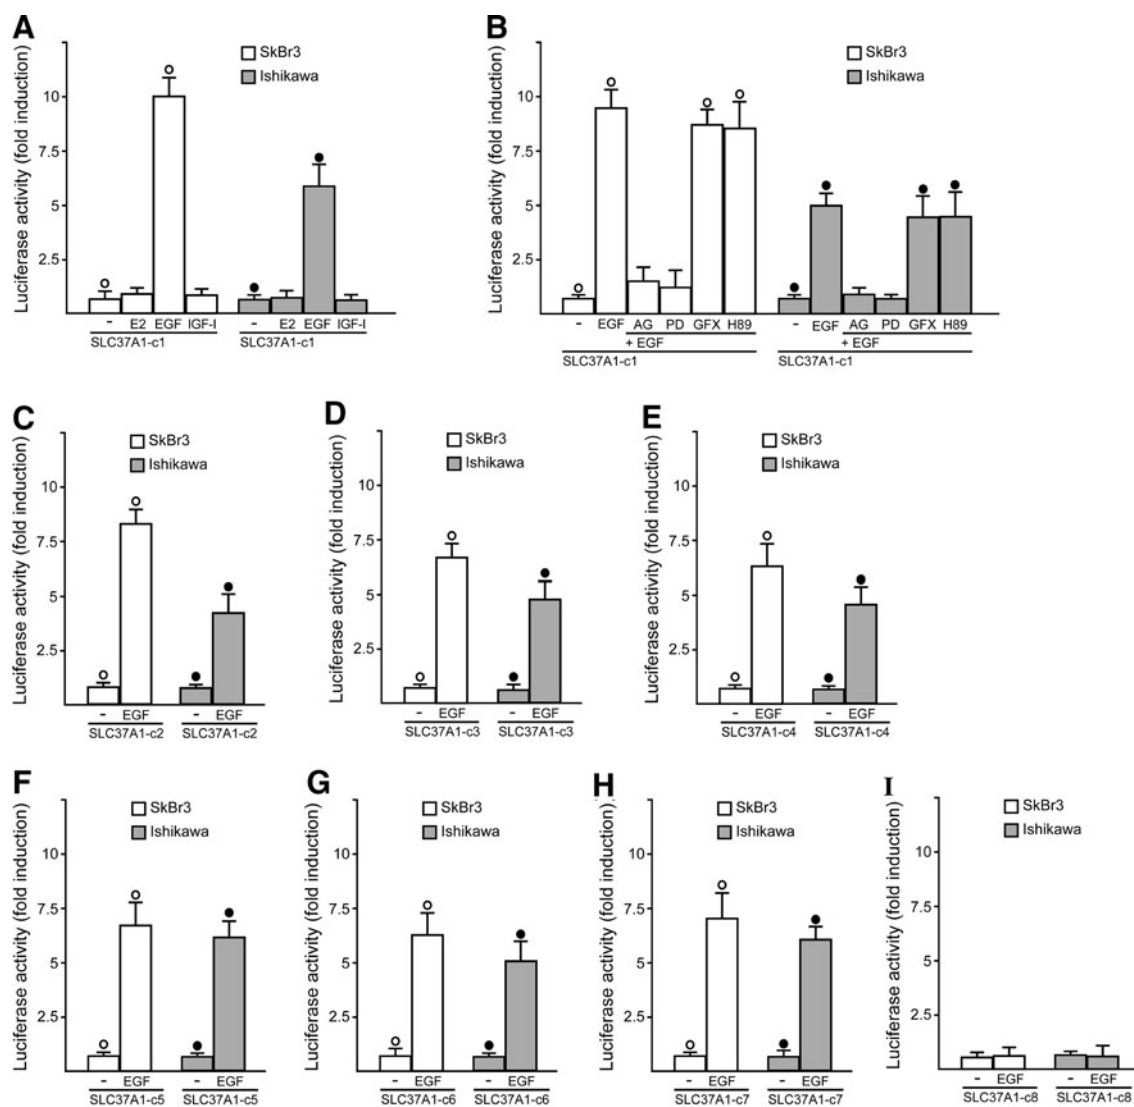 A
Luciferase activity (fold induction)
10
7.5
5
2.5
SkBr3
Ishikawa
- E2 EGF IGF-I - E2 EGF IGF-I
SLC37A1-c1 SLC37A1-c1
B
Luciferase activity (fold induction)
10
7.5
5
2.5
SkBr3
Ishikawa
- EGF AG PD GFX H89 - EGF AG PD GFX H89
+ EGF + EGF
SLC37A1-c1 SLC37A1-c1
C
Luciferase activity (fold induction)
10
7.5
5
2.5
SkBr3
Ishikawa
- EGF - EGF
SLC37A1-c2 SLC37A1-c2
D
Luciferase activity (fold induction)
10
7.5
5
2.5
SkBr3
Ishikawa
- EGF - EGF
SLC37A1-c3 SLC37A1-c3
E
Luciferase activity (fold induction)
10
7.5
5
2.5
SkBr3
Ishikawa
- EGF - EGF
SLC37A1-c4 SLC37A1-c4
F
Luciferase activity (fold induction)
10
7.5
5
2.5
SkBr3
Ishikawa
- EGF - EGF
SLC37A1-c5 SLC37A1-c5
G
Luciferase activity (fold induction)
10
7.5
5
2.5
SkBr3
Ishikawa
- EGF - EGF
SLC37A1-c6 SLC37A1-c6
H
Luciferase activity (fold induction)
10
7.5
5
2.5
SkBr3
Ishikawa
- EGF - EGF
SLC37A1-c7 SLC37A1-c7
I
Luciferase activity (fold induction)
10
7.5
5
2.5
SkBr3
Ishikawa
- EGF - EGF
SLC37A1-c8 SLC37A1-c8